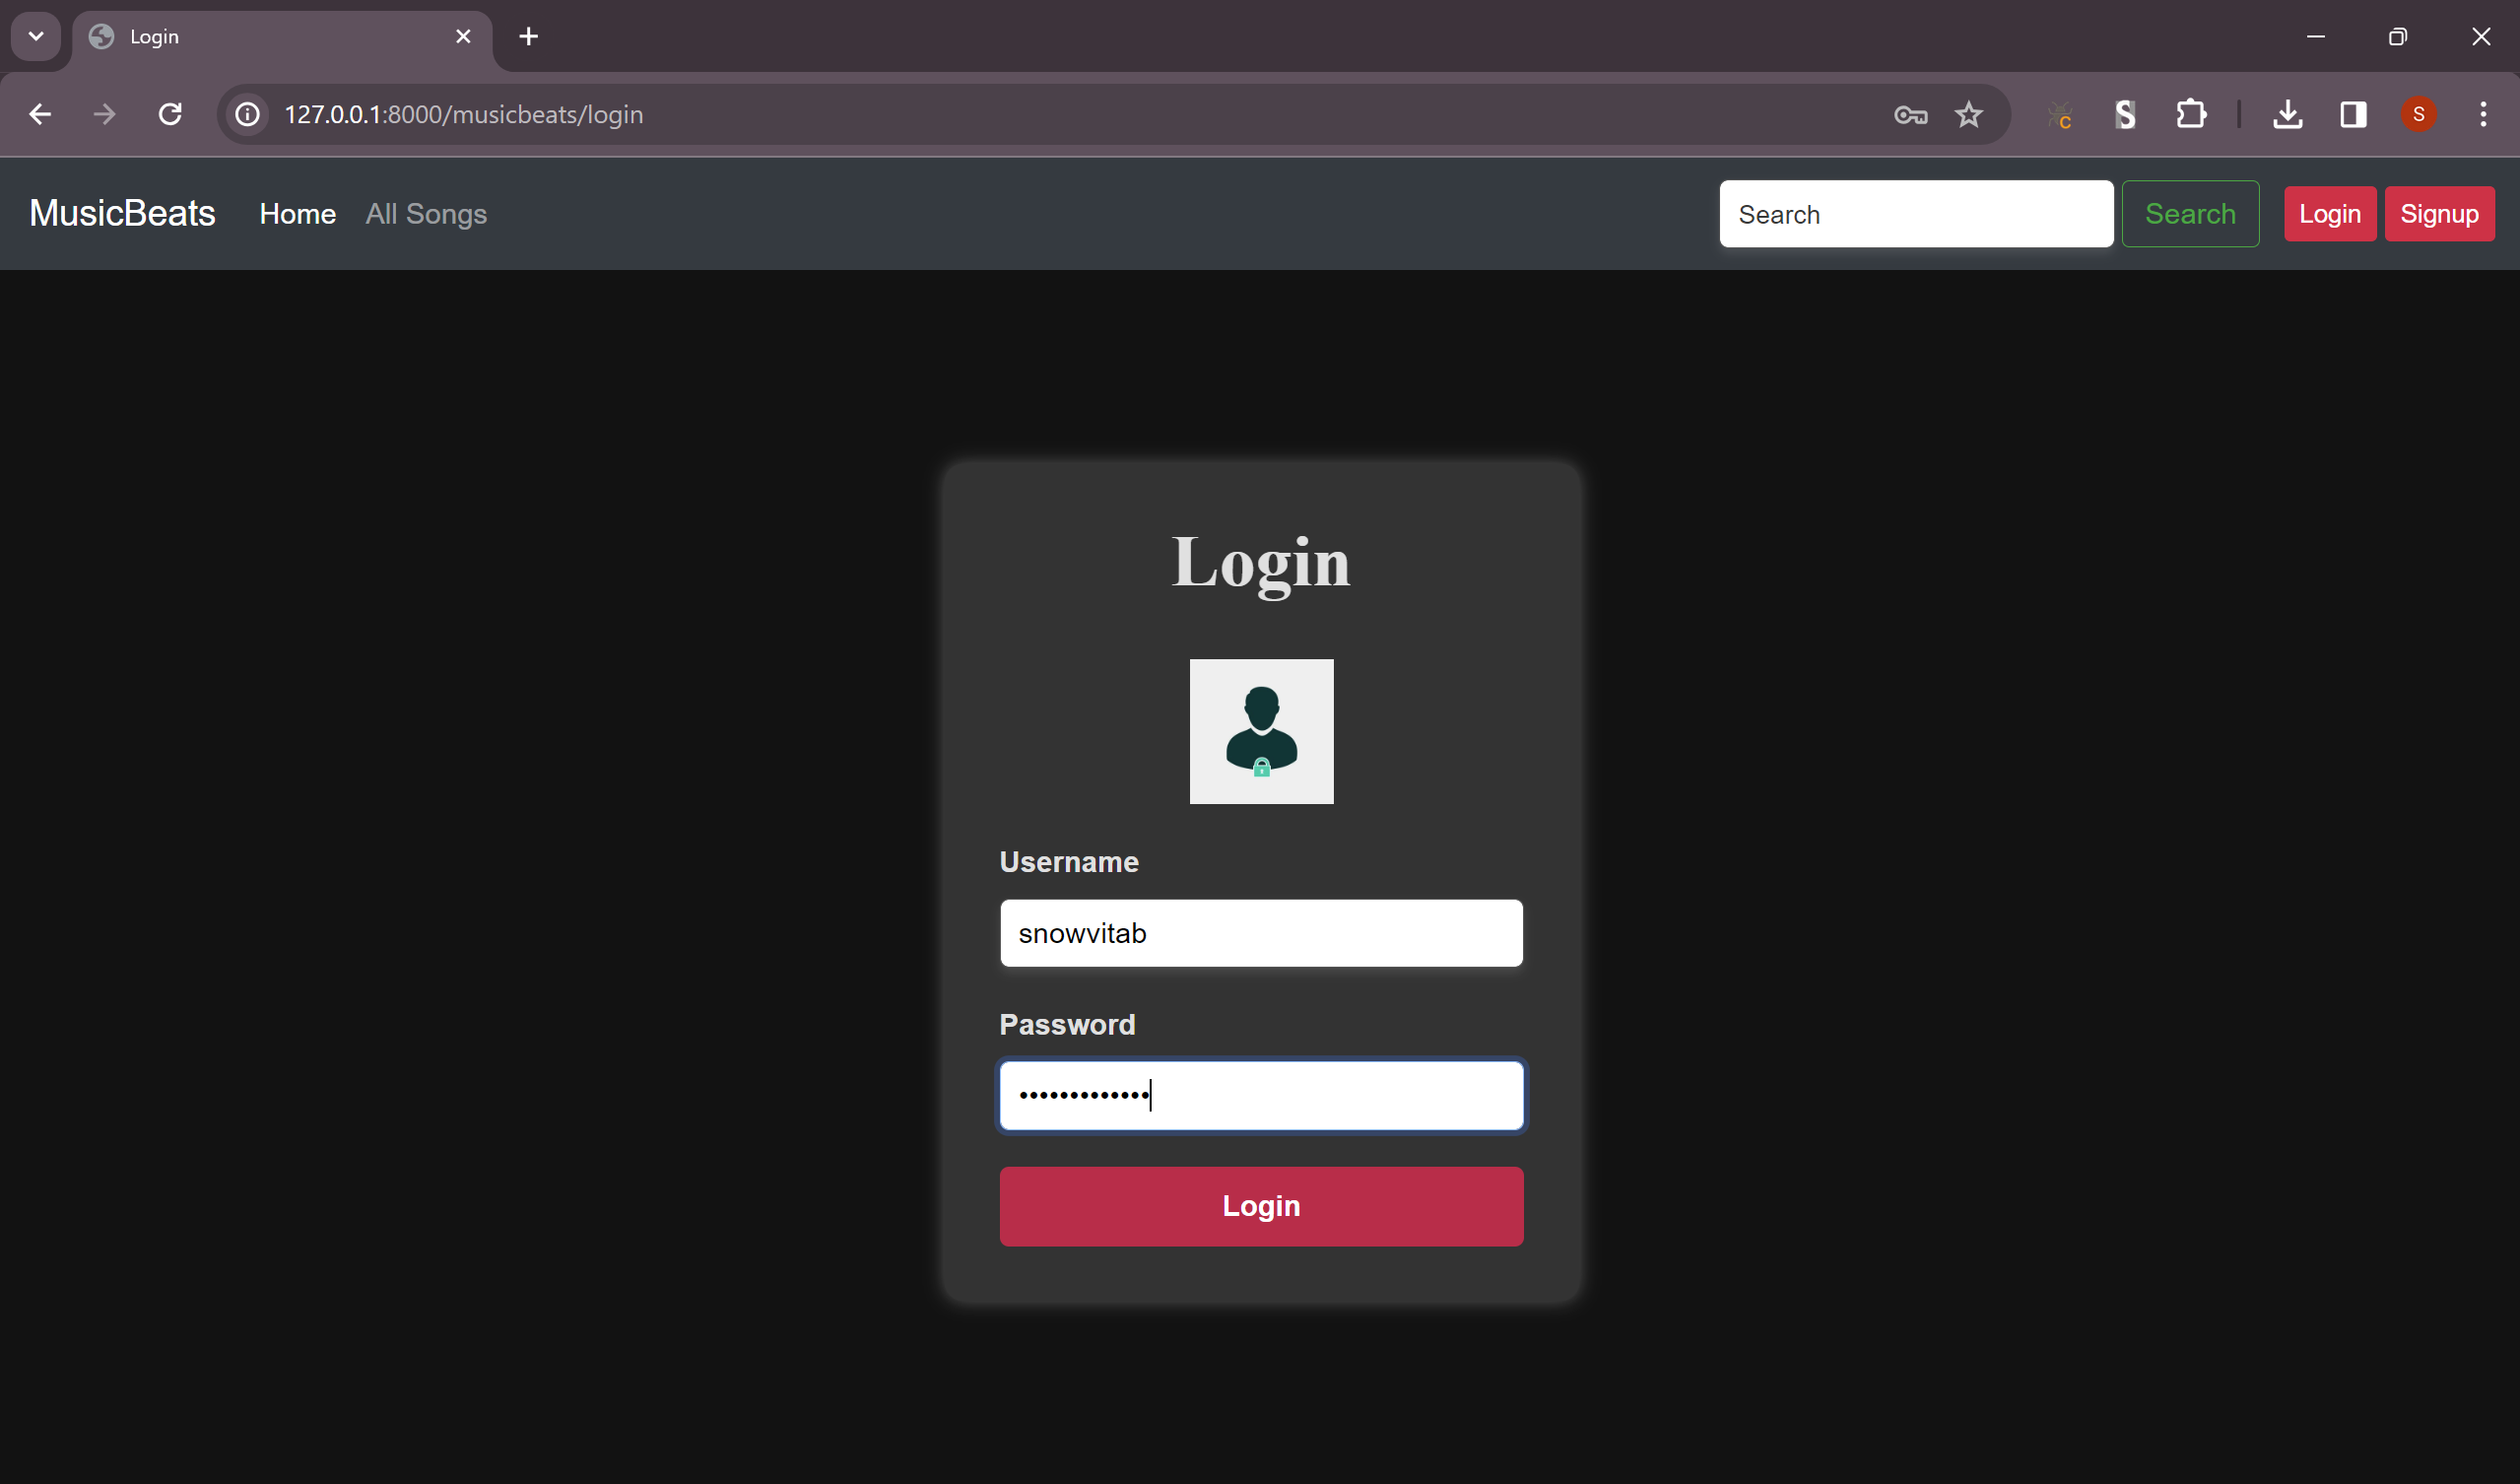 Login
127.0.0.1:8000/musicbeats/login
S
MusicBeats Home All Songs Search Search Login Signup
Login
Username
snowvitab
Password
•••••••••••••
Login